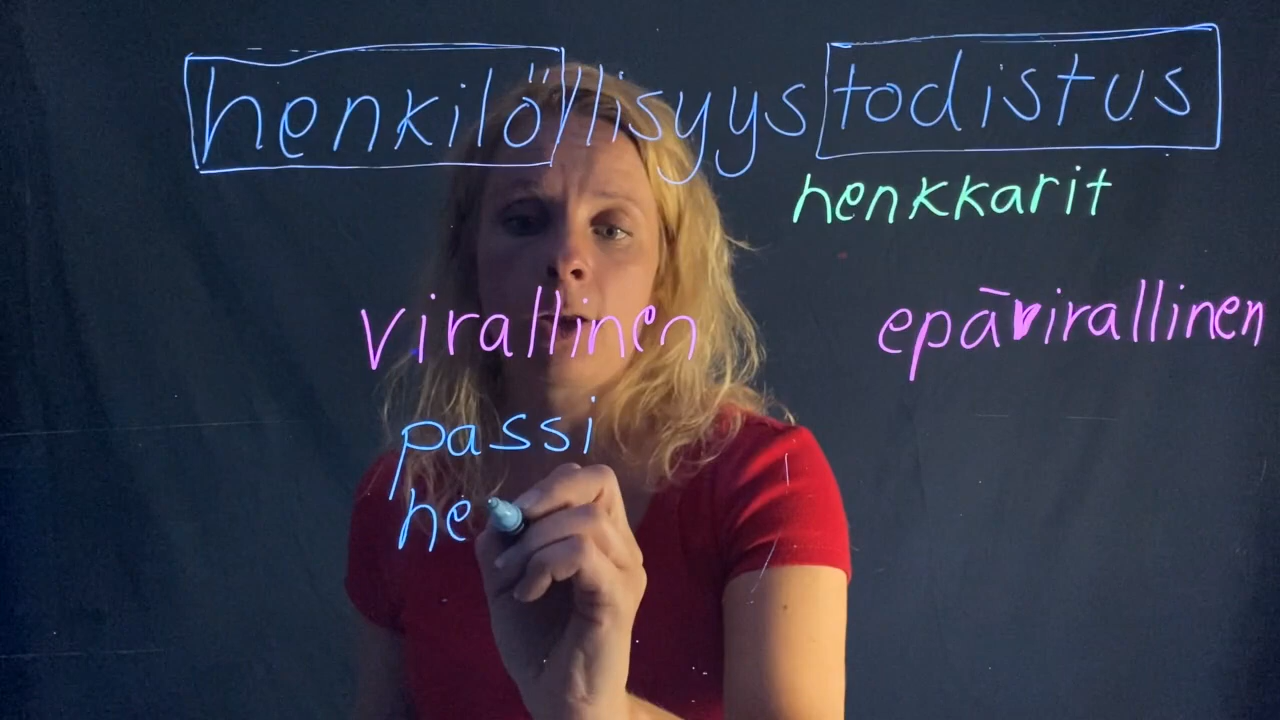 henkilöllisyystodistus
henkkarit
virallinen
epävirallinen
passi
he